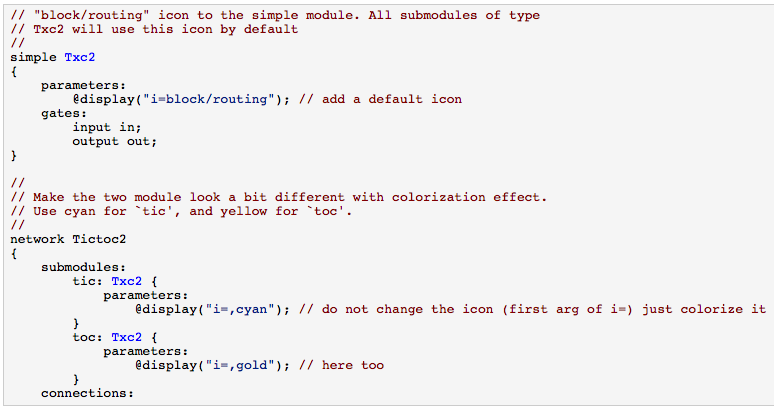 // "block/routing" icon to the simple module. All submodules of type
// Txc2 will use this icon by default
//
simple Txc2
{
    parameters:
        @display("i=block/routing"); // add a default icon
    gates:
        input in;
        output out;
}

//
// Make the two module look a bit different with colorization effect.
// Use cyan for `tic', and yellow for `toc'.
//
network Tictoc2
{
    submodules:
        tic: Txc2 {
            parameters:
                @display("i=,cyan"); // do not change the icon (first arg of i=) just colorize it
        }
        toc: Txc2 {
            parameters:
                @display("i=,gold"); // here too
        }
    connections: